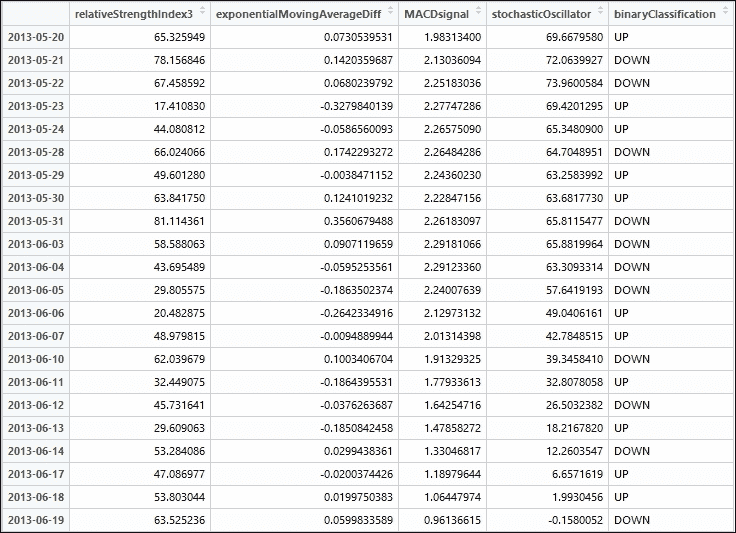 relativeStrengthIndex3 exponentialMovingAverageDiff MACDsignal stochasticOscillator binaryClassification
2013-05-20 65.325949 0.0730539531 1.98313400 69.6679580 UP
2013-05-21 78.156846 0.1420359687 2.13036094 72.0639927 DOWN
2013-05-22 67.458592 0.0680239792 2.25183036 73.9600584 DOWN
2013-05-23 17.410830 -0.3279840139 2.27747286 69.4201295 UP
2013-05-24 44.080812 -0.0586560093 2.26575090 65.3480900 UP
2013-05-28 66.024066 0.1742293272 2.26484286 64.7048951 DOWN
2013-05-29 49.601280 -0.0038471152 2.24360230 63.2583992 UP
2013-05-30 63.841750 0.1241019232 2.22847156 63.6817730 UP
2013-05-31 81.114361 0.3560679488 2.26183097 65.8115477 DOWN
2013-06-03 58.588063 0.0907119659 2.29181066 65.8819964 DOWN
2013-06-04 43.695489 -0.0595253561 2.29123360 63.3093314 DOWN
2013-06-05 29.805575 -0.1863502374 2.24007639 57.6419193 DOWN
2013-06-06 20.482875 -0.2642334916 2.12973132 49.0406161 UP
2013-06-07 48.979815 -0.0094889944 2.01314398 42.7848515 UP
2013-06-10 62.039679 0.1003406704 1.91329325 39.3458410 DOWN
2013-06-11 32.449075 -0.1864395531 1.77933613 32.8078058 UP
2013-06-12 45.731641 -0.0376263687 1.64254716 26.5032382 DOWN
2013-06-13 29.609063 -0.1850842458 1.47858272 18.2167820 UP
2013-06-14 53.284086 0.0299438361 1.33046817 12.2603547 DOWN
2013-06-17 47.086977 -0.0200374426 1.18979644 6.6571619 UP
2013-06-18 53.803044 0.0199750383 1.06447974 1.9930456 UP
2013-06-19 63.525236 0.0599833589 0.96136615 -0.1580052 DOWN